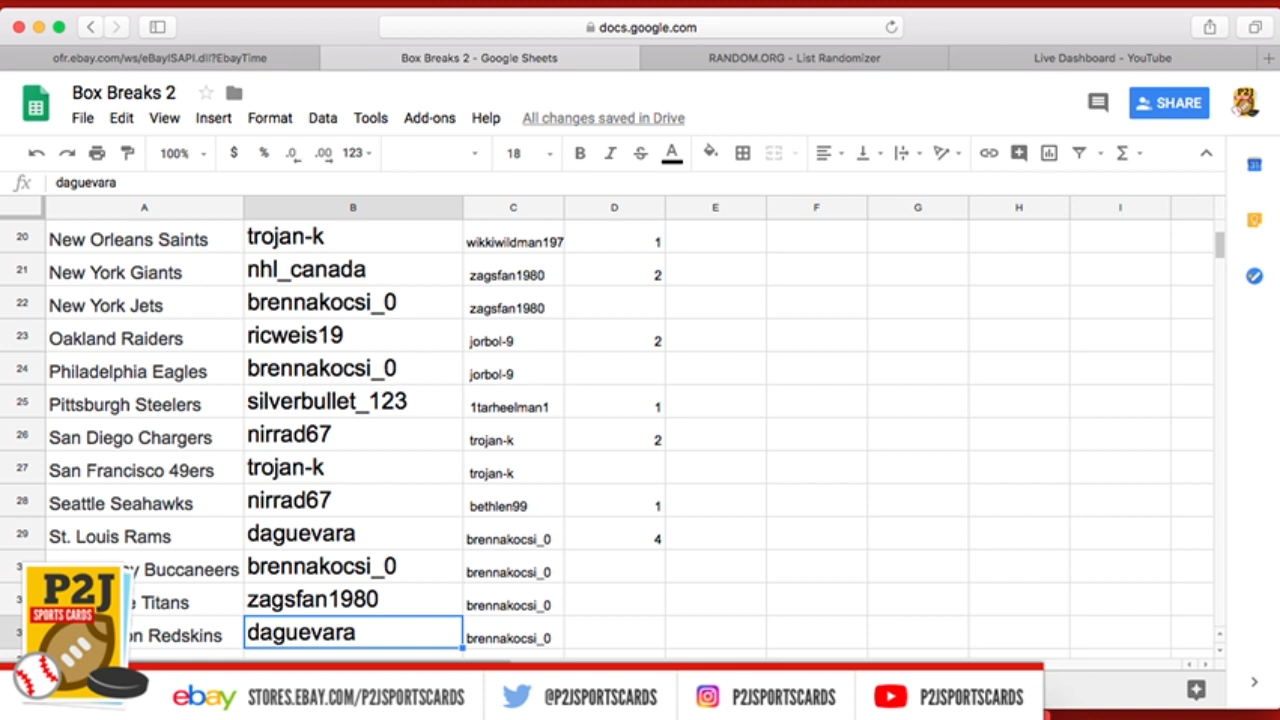 docs.google.com
ofr.ebay.com/ws/eBayISAPI.dll?EbayTime Box Breaks 2 - Google Sheets RANDOM.ORG - List Randomizer Live Dashboard - YouTube
Box Breaks 2
SHARE
File Edit View Insert Format Data Tools Add-ons Help All changes saved in Drive
100% $ % .0 .00 123 18 B I S A
fx daguevara
A B C D E F G H I
20 New Orleans Saints trojan-k wikkiwildman197 1
21 New York Giants nhl_canada zagsfan1980 2
22 New York Jets brennakocsi_0 zagsfan1980
23 Oakland Raiders ricweis19 jorbol-9 2
24 Philadelphia Eagles brennakocsi_0 jorbol-9
25 Pittsburgh Steelers silverbullet_123 1tarheelman1 1
26 San Diego Chargers nirrad67 trojan-k 2
27 San Francisco 49ers trojan-k trojan-k
28 Seattle Seahawks nirrad67 bethlen99 1
29 St. Louis Rams daguevara brennakocsi_0 4
Buccaneers brennakocsi_0 brennakocsi_0
Titans zagsfan1980 brennakocsi_0
Redskins daguevara brennakocsi_0
P2J
SPORTS CARDS
ebay STORES.EBAY.COM/P2JSPORTSCARDS @P2JSPORTSCARDS P2JSPORTSCARDS P2JSPORTSCARDS